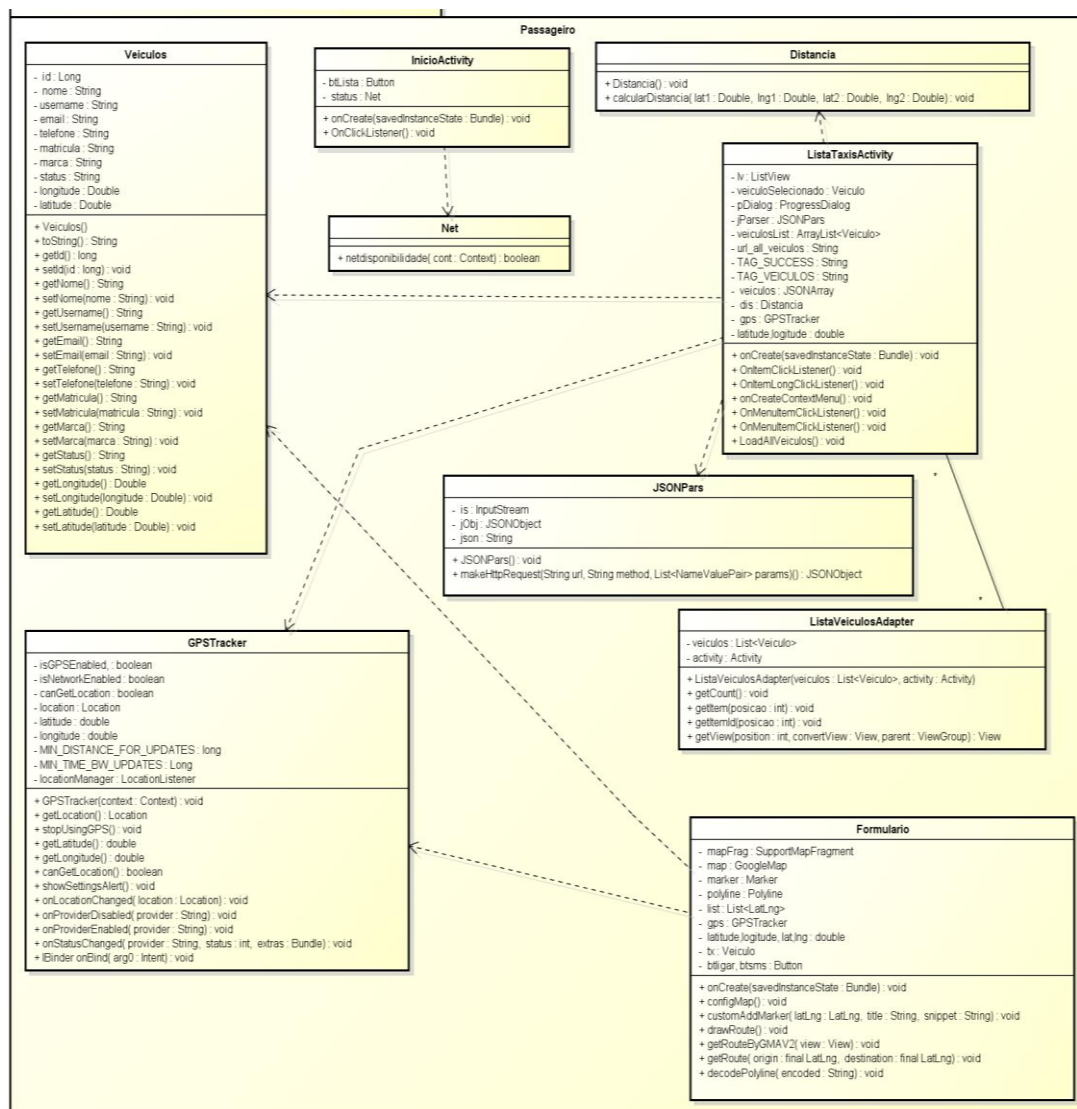 Passageiro
Veiculos
- id : Long
- nome : String
- username : String
- email : String
- telefone : String
- matricula : String
- marca : String
- status : String
- longitude : Double
- latitude : Double
+ Veiculos()
+ toString() : String
+ getId() : long
+ setId(id : long) : void
+ getNome() : String
+ setNome(nome : String) : void
+ getUsername() : String
+ setUsername(username : String) : void
+ getEmail() : String
+ setEmail(email : String) : void
+ getTelefone() : String
+ setTelefone(telefone : String) : void
+ getMatricula() : String
+ setMatricula(matricula : String) : void
+ getMarca() : String
+ setMarca(marca : String) : void
+ getStatus() : String
+ setStatus(status : String) : void
+ getLongitude() : Double
+ setLongitude(longitude : Double) : void
+ getLatitude() : Double
+ setLatitude(latitude : Double) : void
InicioActivity
- btLista : Button
- status : Net
+ onCreate(savedInstanceState : Bundle) : void
+ OnClickListener() : void
Distancia
+ Distancia() : void
+ calcularDistancia( lat1 : Double, lng1 : Double, lat2 : Double, lng2 : Double) : void
Net
+ netdisponibilidade( cont : Context) : boolean
ListaTaxisActivity
- lv : ListView
- veiculoSelecionado : Veiculo
- pDialog : ProgressDialog
- jParser : JSONPars
- veiculosList : ArrayList<Veiculo>
- url_all_veiculos : String
- TAG_SUCCESS : String
- TAG_VEICULOS : String
- veiculos : JSONArray
- dis : Distancia
- gps : GPSTracker
- latitude,logitude : double
+ onCreate(savedInstanceState : Bundle) : void
+ OnItemClickListener() : void
+ OnItemLongClickListener() : void
+ onCreateContextMenu() : void
+ OnMenuItemClickListener() : void
+ OnMenuItemClickListener() : void
+ LoadAllVeiculos() : void
*
*
JSONPars
- is : InputStream
- jObj : JSONObject
- json : String
+ JSONPars() : void
+ makeHttpRequest(String url, String method, List<NameValuePair> params)() : JSONObject
ListaVeiculosAdapter
- veiculos : List<Veiculo>
- activity : Activity
+ ListaVeiculosAdapter(veiculos : List<Veiculo>, activity : Activity)
+ getCount() : void
+ getItem(posicao : int) : void
+ getItemId(posicao : int) : void
+ getView(position : int, convertView : View, parent : ViewGroup) : View
GPSTracker
- isGPSEnabled, : boolean
- isNetworkEnabled : boolean
- canGetLocation : boolean
- location : Location
- latitude : double
- longitude : double
- MIN_DISTANCE_FOR_UPDATES : long
- MIN_TIME_BW_UPDATES : Long
- locationManager : LocationListener
+ GPSTracker(context : Context) : void
+ getLocation() : Location
+ stopUsingGPS() : void
+ getLatitude() : double
+ getLongitude() : double
+ canGetLocation() : boolean
+ showSettingsAlert() : void
+ onLocationChanged( location : Location) : void
+ onProviderDisabled( provider : String) : void
+ onProviderEnabled( provider : String) : void
+ onStatusChanged( provider : String, status : int, extras : Bundle) : void
+ IBinder onBind( arg0 : Intent) : void
Formulario
- mapFrag : SupportMapFragment
- map : GoogleMap
- marker : Marker
- polyline : Polyline
- list : List<LatLng>
- gps : GPSTracker
- latitude,logitude, lat,lng : double
- tx : Veiculo
- btligar, btsms : Button
+ onCreate(savedInstanceState : Bundle) : void
+ configMap() : void
+ customAddMarker( latLng : LatLng, title : String, snippet : String) : void
+ drawRoute() : void
+ getRouteByGMAV2( view : View) : void
+ getRoute( origin : final LatLng, destination : final LatLng) : void
+ decodePolyline( encoded : String) : void